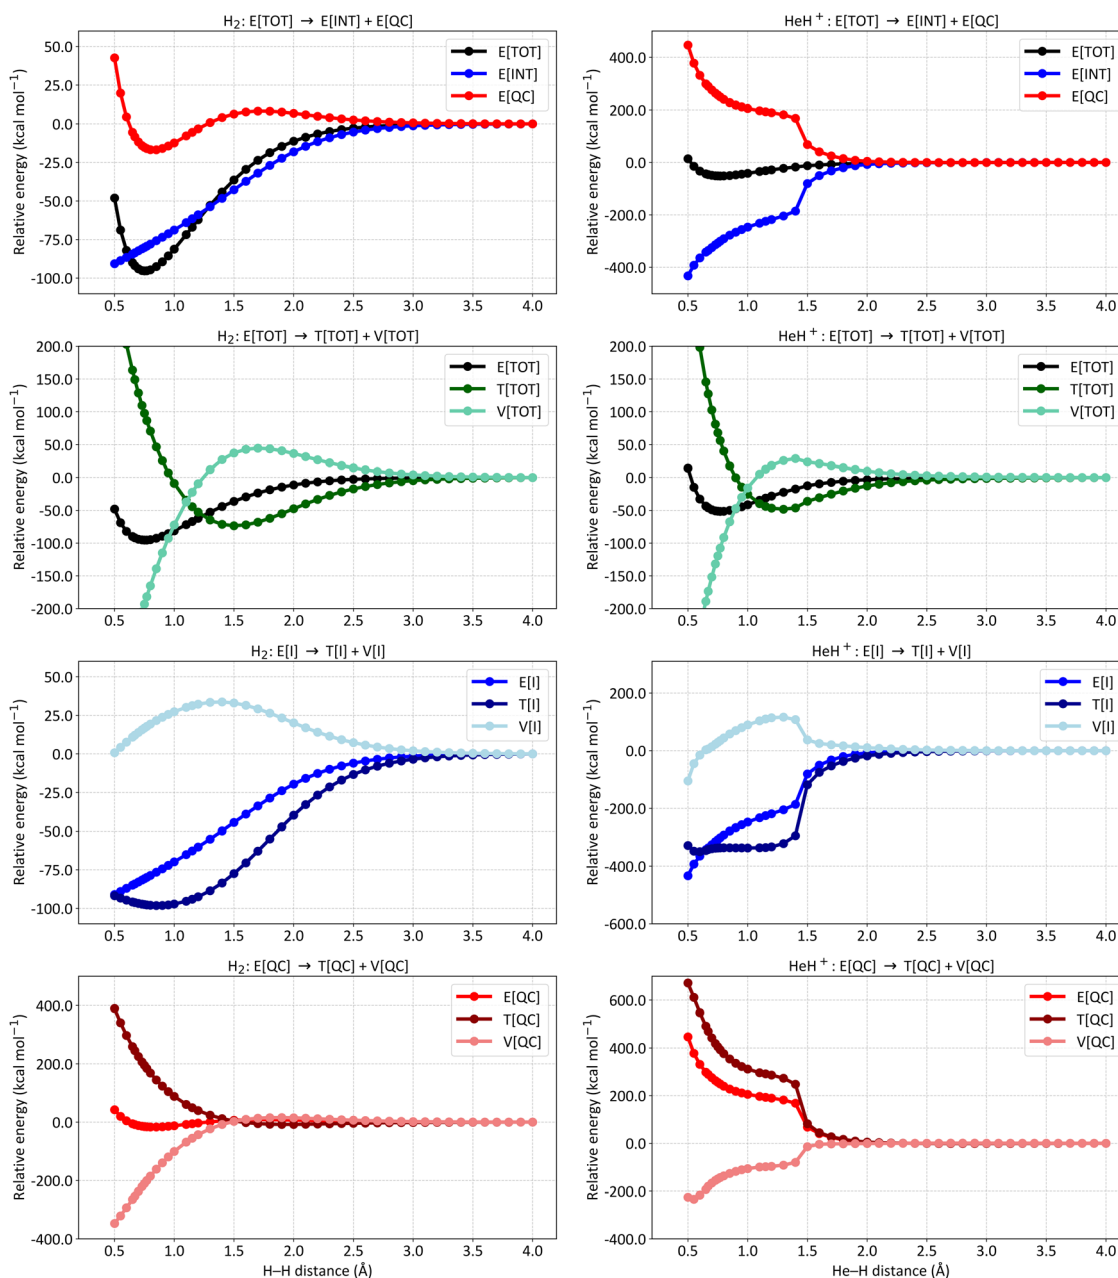 H₂: E[TOT] → E[INT] + E[QC]
Relative energy (kcal mol⁻¹)
50.0
25.0
0.0
-25.0
-50.0
-75.0
-100.0
E[TOT]
E[INT]
E[QC]
0.5 1.0 1.5 2.0 2.5 3.0 3.5 4.0
HeH⁺: E[TOT] → E[INT] + E[QC]
Relative energy (kcal mol⁻¹)
400.0
200.0
0.0
-200.0
-400.0
E[TOT]
E[INT]
E[QC]
0.5 1.0 1.5 2.0 2.5 3.0 3.5 4.0
H₂: E[TOT] → T[TOT] + V[TOT]
Relative energy (kcal mol⁻¹)
200.0
150.0
100.0
50.0
0.0
-50.0
-100.0
-150.0
-200.0
E[TOT]
T[TOT]
V[TOT]
0.5 1.0 1.5 2.0 2.5 3.0 3.5 4.0
HeH⁺: E[TOT] → T[TOT] + V[TOT]
Relative energy (kcal mol⁻¹)
200.0
150.0
100.0
50.0
0.0
-50.0
-100.0
-150.0
-200.0
E[TOT]
T[TOT]
V[TOT]
0.5 1.0 1.5 2.0 2.5 3.0 3.5 4.0
H₂: E[I] → T[I] + V[I]
Relative energy (kcal mol⁻¹)
50.0
25.0
0.0
-25.0
-50.0
-75.0
-100.0
E[I]
T[I]
V[I]
0.5 1.0 1.5 2.0 2.5 3.0 3.5 4.0
HeH⁺: E[I] → T[I] + V[I]
Relative energy (kcal mol⁻¹)
200.0
0.0
-200.0
-400.0
-600.0
E[I]
T[I]
V[I]
0.5 1.0 1.5 2.0 2.5 3.0 3.5 4.0
H₂: E[QC] → T[QC] + V[QC]
Relative energy (kcal mol⁻¹)
400.0
200.0
0.0
-200.0
-400.0
E[QC]
T[QC]
V[QC]
0.5 1.0 1.5 2.0 2.5 3.0 3.5 4.0
H–H distance (Å)
HeH⁺: E[QC] → T[QC] + V[QC]
Relative energy (kcal mol⁻¹)
600.0
400.0
200.0
0.0
-200.0
-400.0
E[QC]
T[QC]
V[QC]
0.5 1.0 1.5 2.0 2.5 3.0 3.5 4.0
He–H distance (Å)